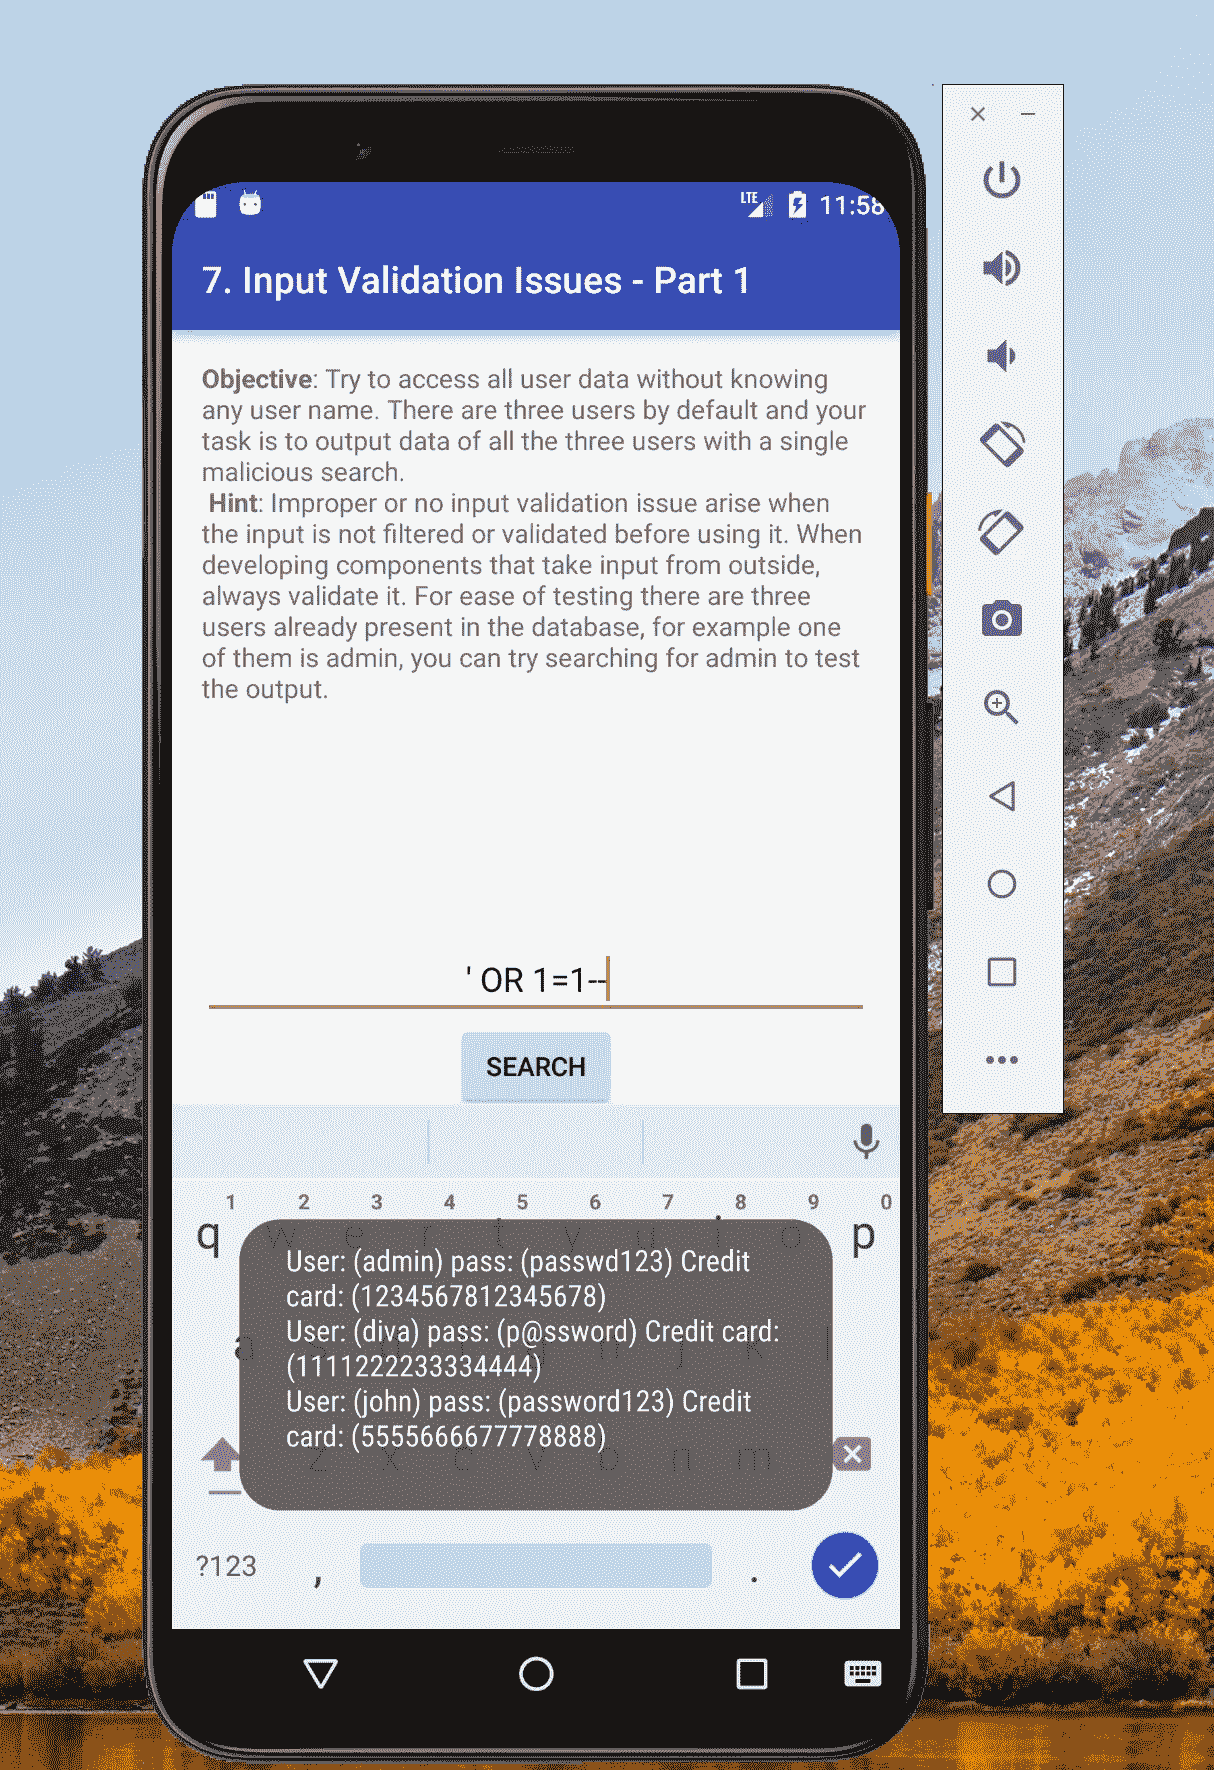 LTE 11:58
7. Input Validation Issues - Part 1
Objective: Try to access all user data without knowing
any user name. There are three users by default and your
task is to output data of all the three users with a single
malicious search.
Hint: Improper or no input validation issue arise when
the input is not filtered or validated before using it. When
developing components that take input from outside,
always validate it. For ease of testing there are three
users already present in the database, for example one
of them is admin, you can try searching for admin to test
the output.
' OR 1=1--
SEARCH
1 2 3 4 5 6 7 8 9 0
q w e r t y u i o p
User: (admin) pass: (passwd123) Credit
card: (1234567812345678)
User: (diva) pass: (p@ssword) Credit card:
(1111222233334444)
User: (john) pass: (password123) Credit
card: (5555666677778888)
a k l
z x c v b n m
?123 , .